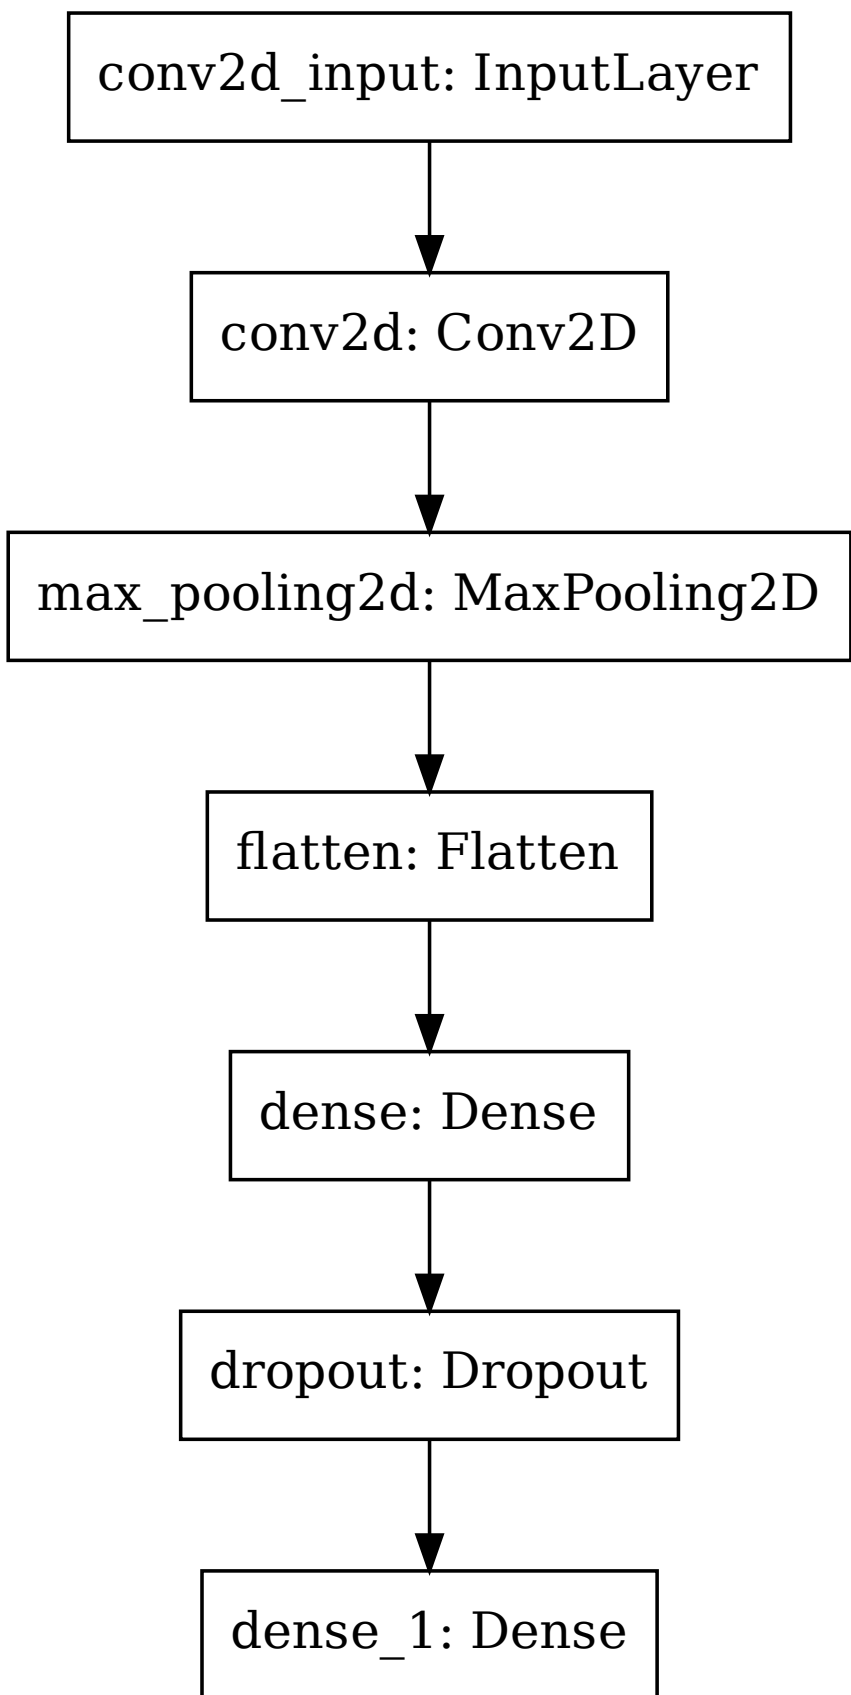 conv2d_input: InputLayer
conv2d: Conv2D
max_pooling2d: MaxPooling2D
flatten: Flatten
dense: Dense
dropout: Dropout
dense_1: Dense